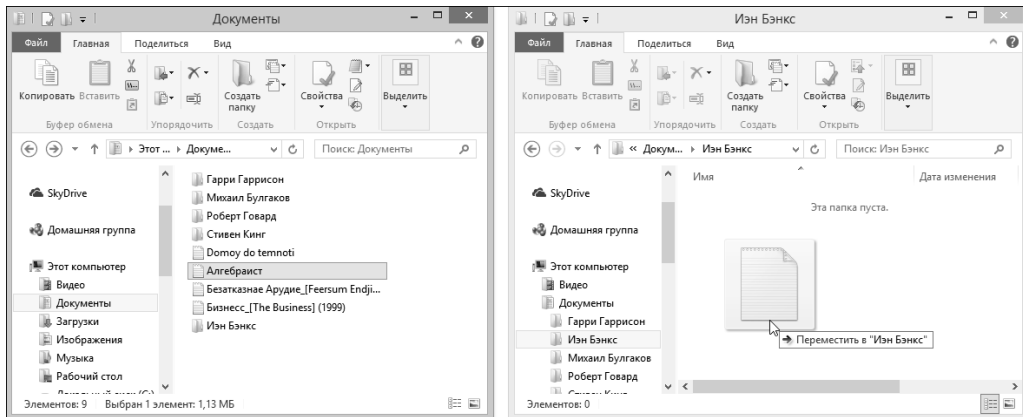 Документы
Файл Главная Поделиться Вид
Копировать Вставить Создать папку Свойства Выделить
Буфер обмена Упорядочить Создать Открыть
Этот ... Докуме... Поиск: Документы
SkyDrive
Домашняя группа
Этот компьютер
Видео
Документы
Загрузки
Изображения
Музыка
Рабочий стол
Гарри Гаррисон
Михаил Булгаков
Роберт Говард
Стивен Кинг
Domoy do temnoti
Алгебраист
Безатказнае Арудие_[Feersum Endji...
Бизнесс_[The Business] (1999)
Иэн Бэнкс
Элементов: 9 Выбран 1 элемент: 1,13 МБ
Иэн Бэнкс
Файл Главная Поделиться Вид
Копировать Вставить Создать папку Свойства Выделить
Буфер обмена Упорядочить Создать Открыть
« Докум... Иэн Бэнкс Поиск: Иэн Бэнкс
SkyDrive
Домашняя группа
Этот компьютер
Видео
Документы
Гарри Гаррисон
Иэн Бэнкс
Михаил Булгаков
Роберт Говард
Имя Дата изменения
Эта папка пуста.
Переместить в "Иэн Бэнкс"
Элементов: 0